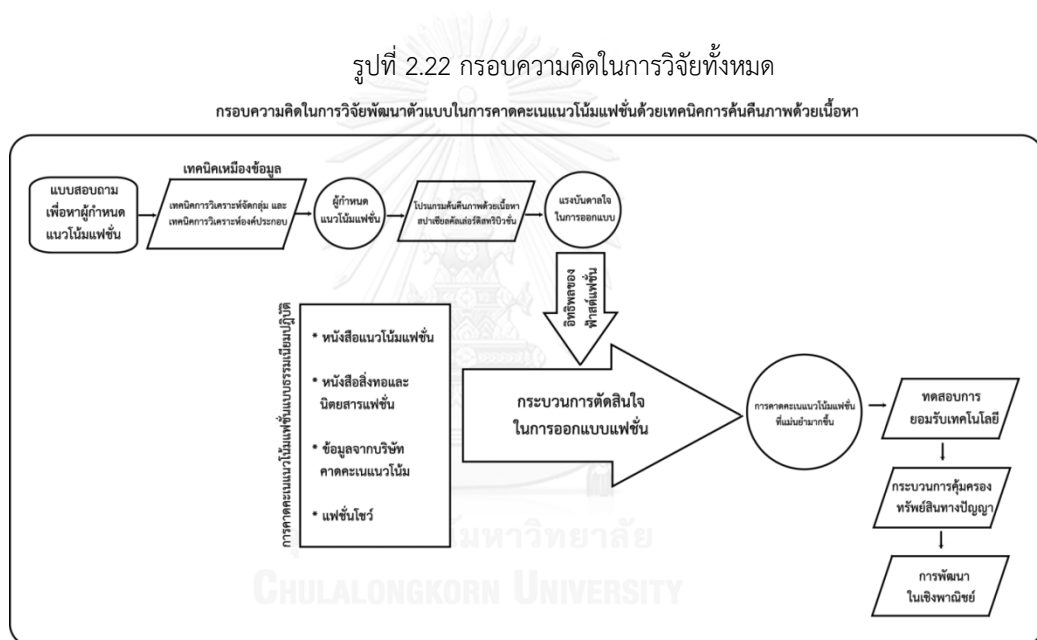 รูปที่ 2.22 กรอบความคิดในการวิจัยทั้งหมด
กรอบความคิดในการวิจัยพัฒนาตัวแบบในการคาดคะเนแนวโน้มแฟชั่นด้วยเทคนิคการค้นคืนภาพด้วยเนื้อหา
แบบสอบถาม
เพื่อหาผู้กำหนด
แนวโน้มแฟชั่น
เทคนิคเหมืองข้อมูล
เทคนิคการวิเคราะห์จัดกลุ่ม และ
เทคนิคการวิเคราะห์องค์ประกอบ
ผู้กำหนด
แนวโน้มแฟชั่น
โปรแกรมค้นคืนภาพด้วยเนื้อหา
สปาเชียลคัลเล่อร์ดิสทริบิวชั่น
แรงบันดาลใจ
ในการออกแบบ
อิทธิพลของ
ฟ้าสต์แฟชั่น
การคาดคะเนแนวโน้มแฟชั่นแบบธรรมเนียมปฏิบัติ
* หนังสือแนวโน้มแฟชั่น
* หนังสือสิ่งทอและ
นิตยสารแฟชั่น
* ข้อมูลจากบริษัท
คาดคะเนแนวโน้ม
* แฟชั่นโชว์
กระบวนการตัดสินใจ
ในการออกแบบแฟชั่น
การคาดคะเนแนวโน้มแฟชั่น
ที่แม่นยำมากขึ้น
ทดสอบการ
ยอมรับเทคโนโลยี
กระบวนการคุ้มครอง
ทรัพย์สินทางปัญญา
การพัฒนา
ในเชิงพาณิชย์
น์มหาวิทยาลัย
CHULALONGKORN UNIVERSITY